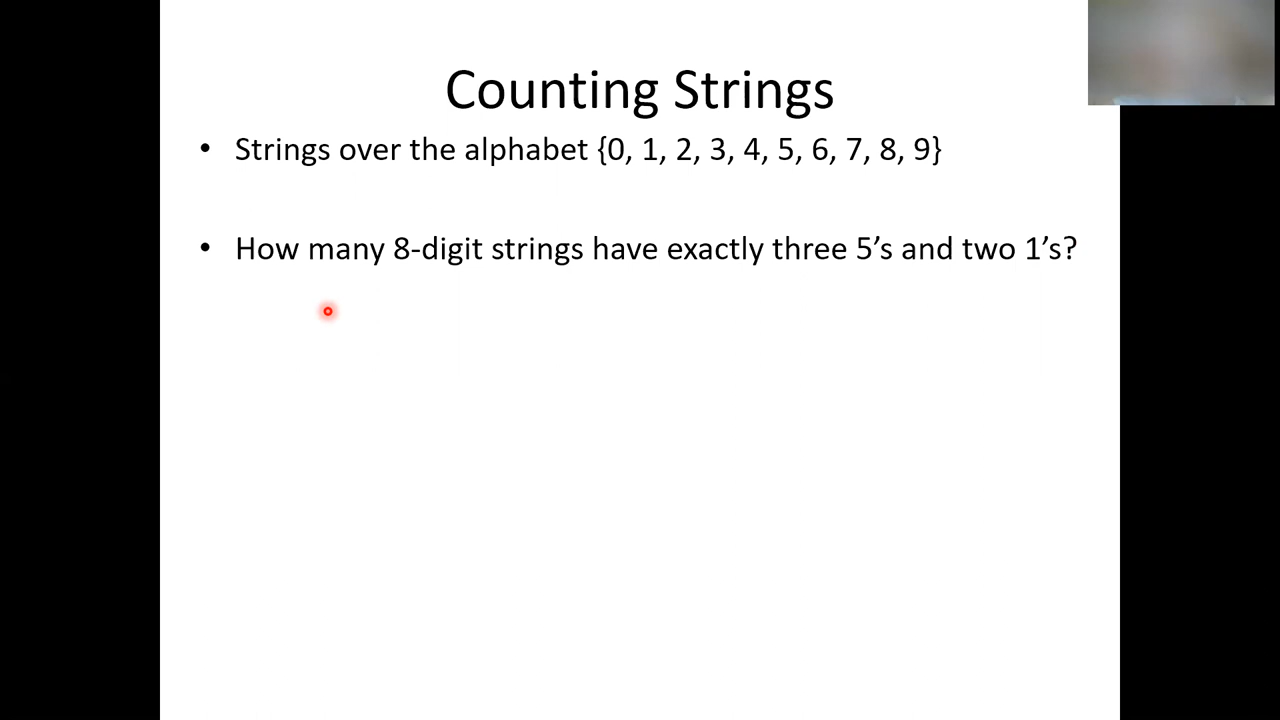 Counting Strings
• Strings over the alphabet {0, 1, 2, 3, 4, 5, 6, 7, 8, 9}
• How many 8-digit strings have exactly three 5’s and two 1’s?